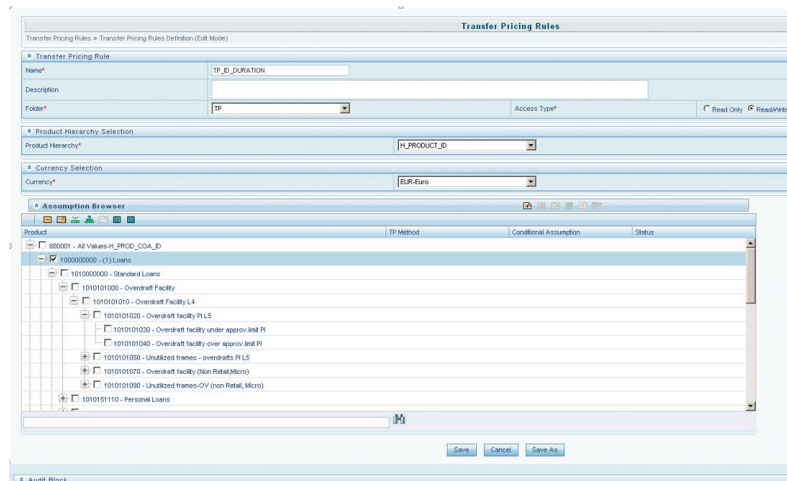 Transfer Pricing Rules
Transfer Pricing Rules > Transfer Pricing Rules Definition (Edit Mode)
Transfer Pricing Rule
Name* TP_ID_DURATION
Description
Folder* TP Access Type* Read Only Read/Write
Product Hierarchy Selection
Product Hierarchy* H_PRODUCT_ID
Currency Selection
Currency* EUR-Euro
Assumption Browser
Product TP Method Conditional Assumption Status
880001 - All Values-H_PROD_COA_ID
1000000000 - (1) Loans
1010000000 - Standard Loans
1010101000 - Overdraft Facility
1010101010 - Overdraft Facility L4
1010101020 - Overdraft facility PI L5
1010101030 - Overdraft facility under approv.limit PI
1010101040 - Overdraft facility over approv.limit PI
1010101050 - Unutilized frames - overdrafts PI L5
1010101070 - Overdraft facility (Non Retail,Micro)
1010101090 - Unutilized frames-OV (non Retail, Micro)
1010151110 - Personal Loans
Save Cancel Save As
Audit Block